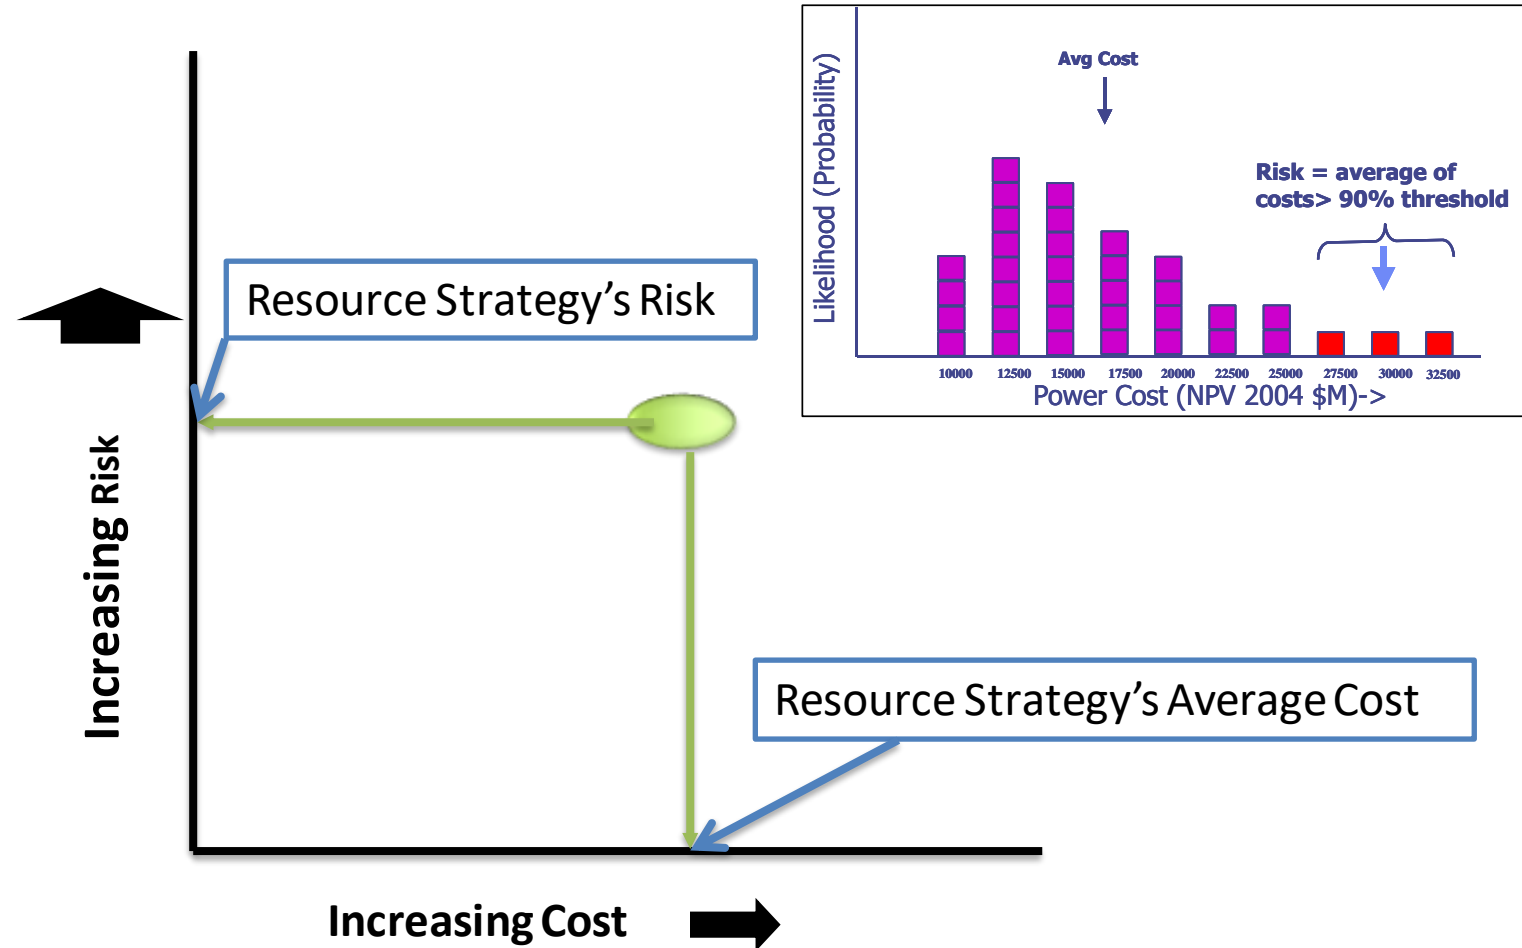 Avg Cost
Likelihood (Probability)
Risk = average of
costs> 90% threshold
10000 12500 15000 17500 20000 22500 25000 27500 30000 32500
Power Cost (NPV 2004 $M)->
Resource Strategy's Risk
Increasing Risk
Resource Strategy's Average Cost
Increasing Cost